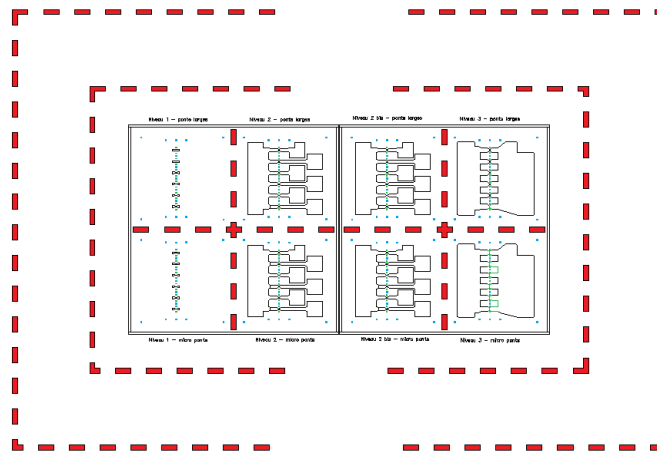 Niveau 1 - ponts larges
Niveau 2 - ponts larges
Niveau 2 bis - ponts larges
Niveau 3 - ponts larges
Niveau 1 - micro ponts
Niveau 2 - micro ponts
Niveau 2 bis - micro ponts
Niveau 3 - micro ponts